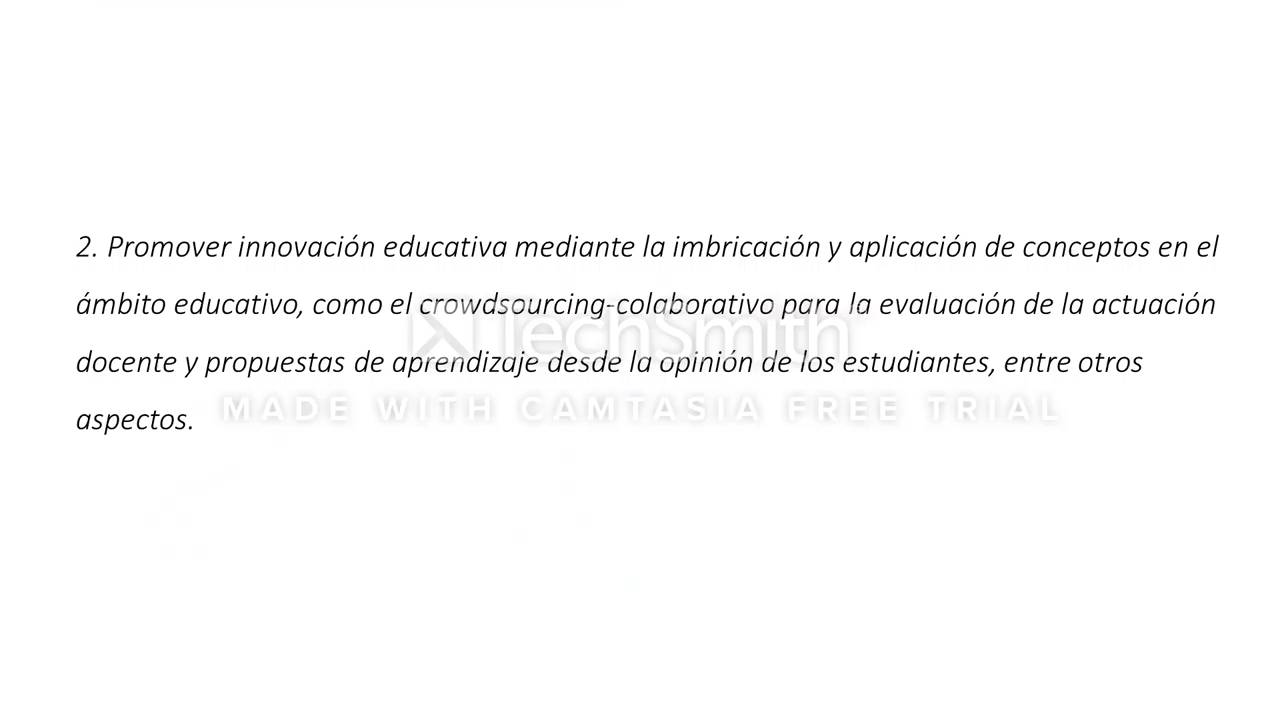 2. Promover innovación educativa mediante la imbricación y aplicación de conceptos en el
ámbito educativo, como el crowdsourcing-colaborativo para la evaluación de la actuación
TechSmith
docente y propuestas de aprendizaje desde la opinión de los estudiantes, entre otros
MADE WITH CAMTASIA FREE TRIAL
aspectos.